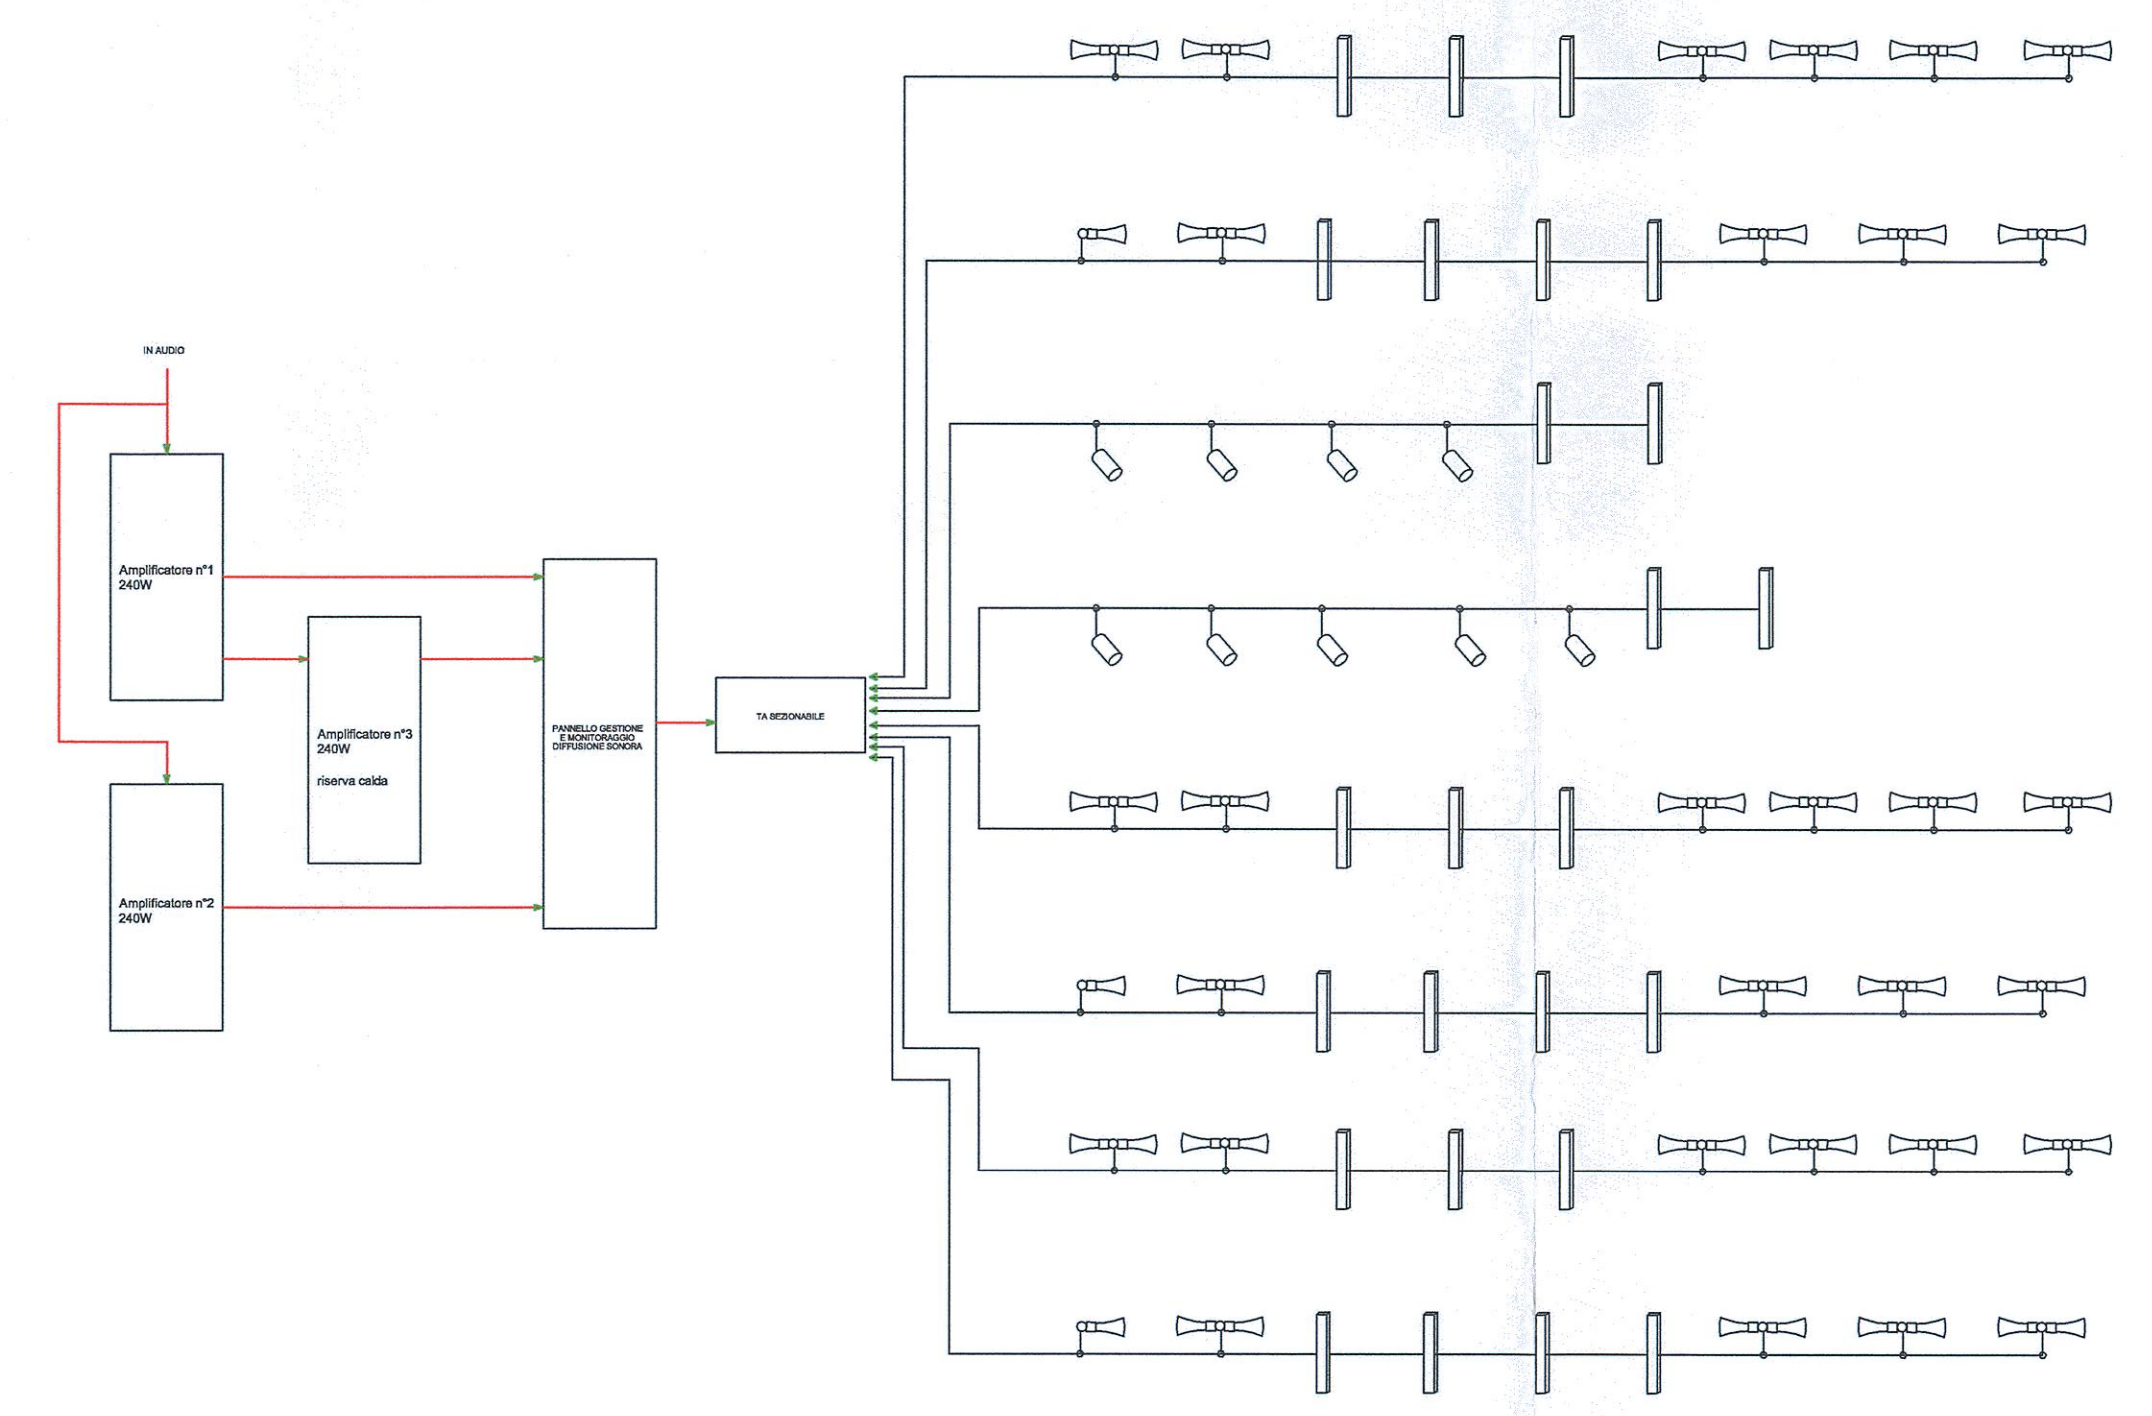 IN AUDIO
Amplificatore n°1
240W
Amplificatore n°3
240W
riserva calda
Amplificatore n°2
240W
PANNELLO GESTIONE
E MONITORAGGIO
DIFFUSIONE SONORA
TA SEZIONABILE